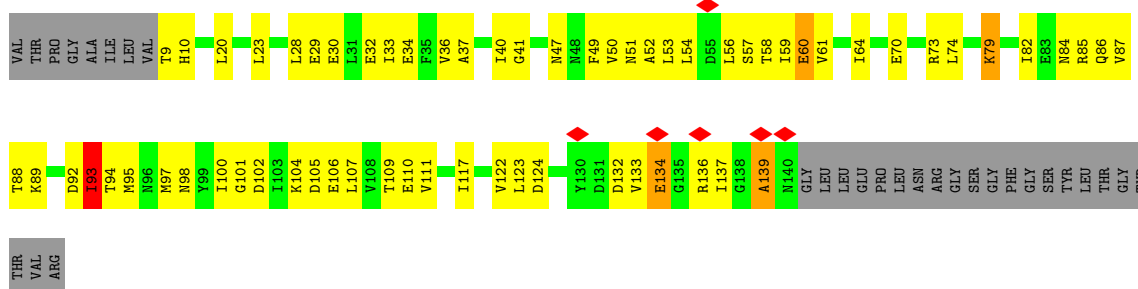 VAL THR PRO GLY ALA ILE LEU VAL T9 H10 L20 L23 L28 E29 E30 L31 E32 I33 E34 F35 V36 A37 I40 G41 N47 N48 F49 V50 N51 A52 L53 L54 D55 L56 S57 T58 I59 E60 V61 I64 E70 R73 L74 K79 I82 E83 N84 R85 Q86 V87
T88 K89 D92 I93 T94 M95 N96 M97 N98 Y99 I100 G101 D102 I103 K104 D105 E106 L107 V108 T109 E110 V111 I117 V122 L123 D124 Y130 D131 D132 V133 E134 G135 R136 I137 G138 A139 N140 GLY LEU LEU GLU PRO LEU ASN ARG GLY SER GLY PHE GLY SER TYR LEU THR GLY
THR VAL ARG